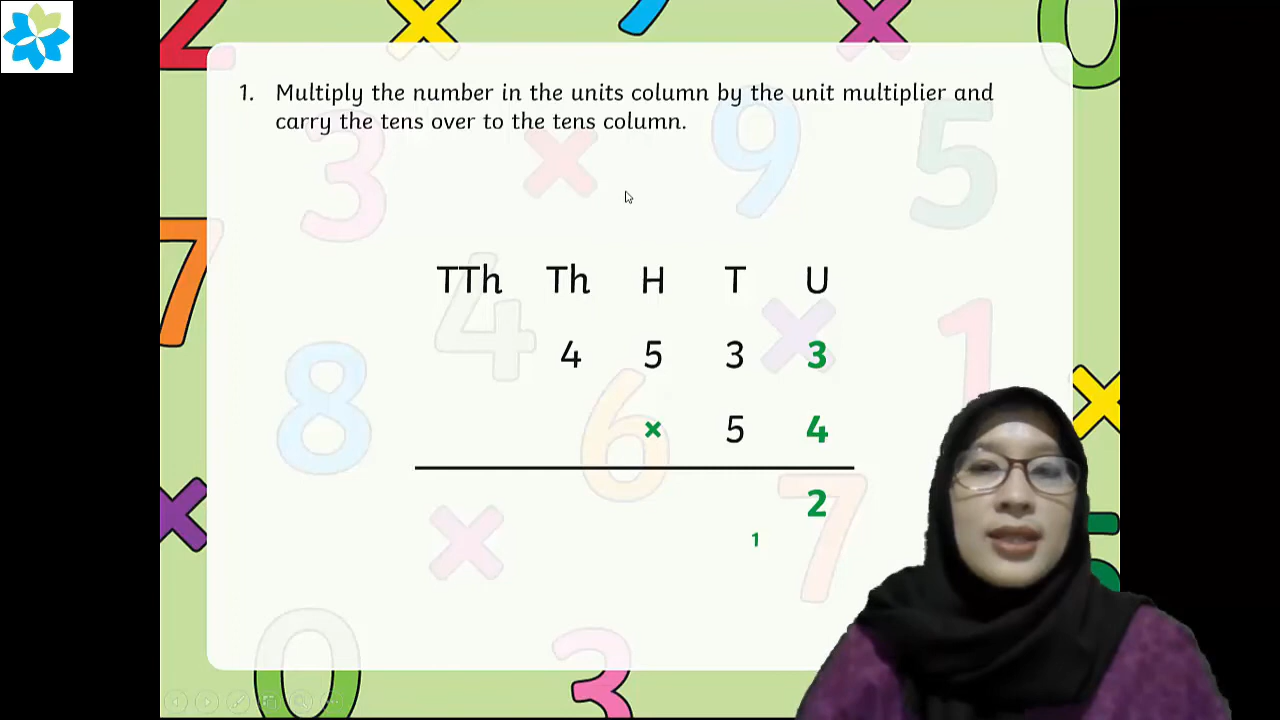 1. Multiply the number in the units column by the unit multiplier and
carry the tens over to the tens column.
TTh Th H T U
4 5 3 3
× 5 4
2
1